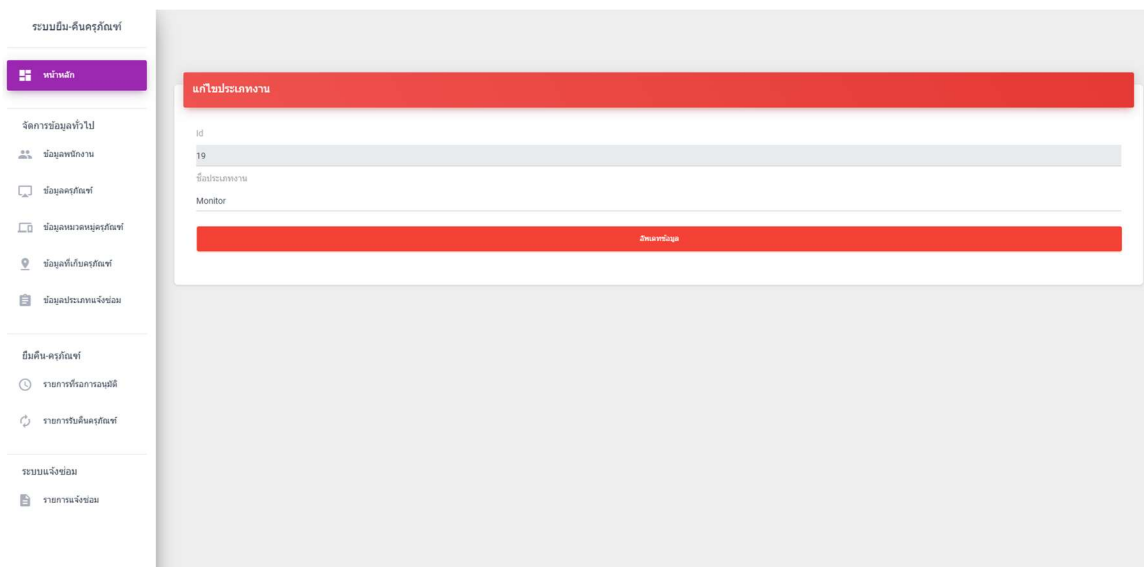 ระบบยืม-คืนครุภัณฑ์
หน้าหลัก
จัดการข้อมูลทั่วไป
ข้อมูลพนักงาน
ข้อมูลครุภัณฑ์
ข้อมูลหมวดหมู่ครุภัณฑ์
ข้อมูลที่เก็บครุภัณฑ์
ข้อมูลประเภทแจ้งซ่อม
ยืมคืน-ครุภัณฑ์
รายการที่รอการอนุมัติ
รายการรับคืนครุภัณฑ์
ระบบแจ้งซ่อม
รายการแจ้งซ่อม
แก้ไขประเภทงาน
Id
19
ชื่อประเภทงาน
Monitor
อัพเดทข้อมูล